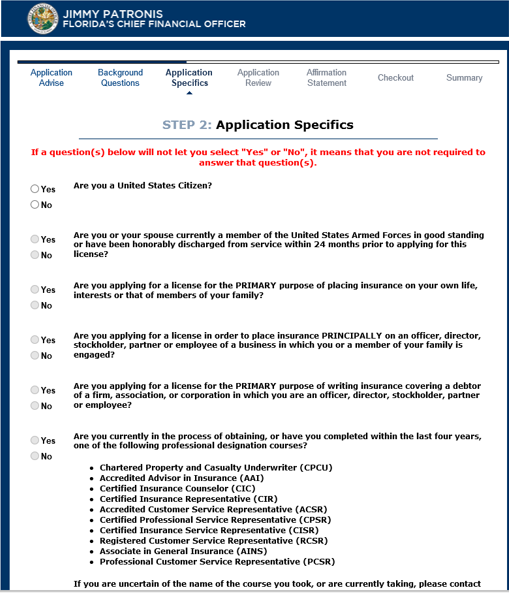 JIMMY PATRONIS
FLORIDA'S CHIEF FINANCIAL OFFICER
Application Advise
Background Questions
Application Specifics
Application Review
Affirmation Statement
Checkout
Summary
STEP 2: Application Specifics
If a question(s) below will not let you select "Yes" or "No", it means that you are not required to
answer that question(s).
Yes
No
Are you a United States Citizen?
Yes
No
Are you or your spouse currently a member of the United States Armed Forces in good standing
or have been honorably discharged from service within 24 months prior to applying for this
license?
Yes
No
Are you applying for a license for the PRIMARY purpose of placing insurance on your own life,
interests or that of members of your family?
Yes
No
Are you applying for a license in order to place insurance PRINCIPALLY on an officer, director,
stockholder, partner or employee of a business in which you or a member of your family is
engaged?
Yes
No
Are you applying for a license for the PRIMARY purpose of writing insurance covering a debtor
of a firm, association, or corporation in which you are an officer, director, stockholder, partner
or employee?
Yes
No
Are you currently in the process of obtaining, or have you completed within the last four years,
one of the following professional designation courses?
• Chartered Property and Casualty Underwriter (CPCU)
• Accredited Advisor in Insurance (AAI)
• Certified Insurance Counselor (CIC)
• Certified Insurance Representative (CIR)
• Accredited Customer Service Representative (ACSR)
• Certified Professional Service Representative (CPSR)
• Certified Insurance Service Representative (CISR)
• Registered Customer Service Representative (RCSR)
• Associate in General Insurance (AINS)
• Professional Customer Service Representative (PCSR)
If you are uncertain of the name of the course you took, or are currently taking, please contact